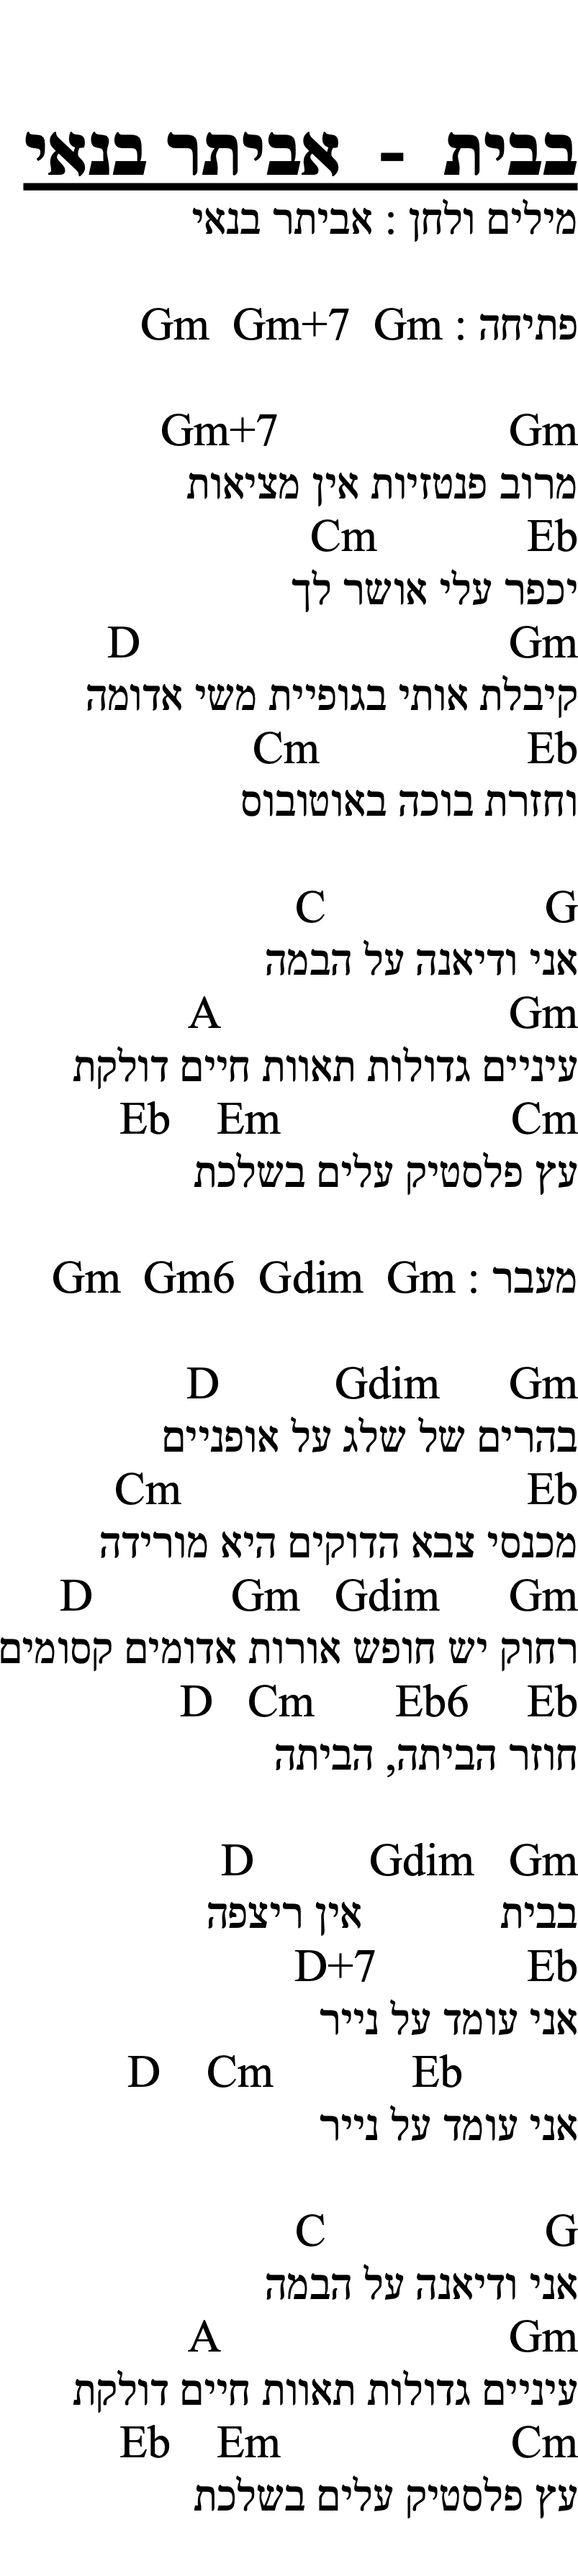 בבית - אביתר בנאי
מילים ולחן : אביתר בנאי
פתיחה : Gm Gm+7 Gm
Gm Gm+7
מרוב פנטזיות אין מציאות
Eb Cm
יכפר עלי אושר לך
Gm D
קיבלת אותי בגופיית משי אדומה
Eb Cm
וחזרת בוכה באוטובוס
G C
אני ודיאנה על הבמה
Gm A
עיניים גדולות תאוות חיים דולקת
Cm Em Eb
עץ פלסטיק עלים בשלכת
מעבר : Gm Gdim Gm6 Gm
Gm Gdim D
בהרים של שלג על אופניים
Eb Cm
מכנסי צבא הדוקים היא מורידה
Gm Gdim Gm D
רחוק יש חופש אורות אדומים קסומים
Eb Eb6 Cm D
חוזר הביתה, הביתה
Gm Gdim D
בבית אין ריצפה
Eb D+7
אני עומד על נייר
Eb Cm D
אני עומד על נייר
G C
אני ודיאנה על הבמה
Gm A
עיניים גדולות תאוות חיים דולקת
Cm Em Eb
עץ פלסטיק עלים בשלכת